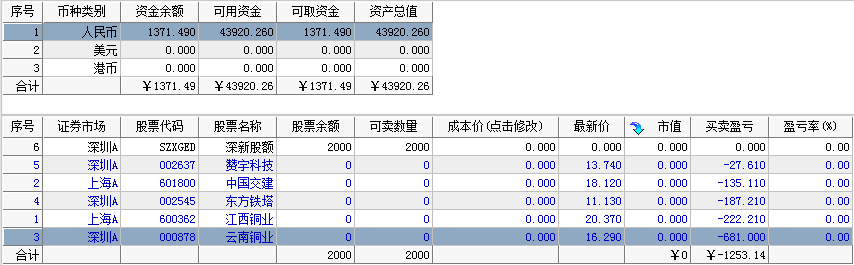 序号 币种类别 资金余额 可用资金 可取资金 资产总值
1 人民币 1371.490 43920.260 1371.490 43920.260
2 美元 0.000 0.000 0.000 0.000
3 港币 0.000 0.000 0.000 0.000
合计 ￥1371.49 ￥43920.26 ￥1371.49 ￥43920.26
序号 证券市场 股票代码 股票名称 股票余额 可卖数量 成本价(点击修改) 最新价 市值 买卖盈亏 盈亏率(%)
6 深圳A SZXGED 深新股额 2000 2000 0.000 0.000 0.000 0.000 0.00
5 深圳A 002637 赞宇科技 0 0 0.000 13.740 0.000 -27.610 0.00
2 上海A 601800 中国交建 0 0 0.000 18.120 0.000 -135.110 0.00
4 深圳A 002545 东方铁塔 0 0 0.000 11.130 0.000 -187.210 0.00
1 上海A 600362 江西铜业 0 0 0.000 20.370 0.000 -222.210 0.00
3 深圳A 000878 云南铜业 0 0 0.000 16.290 0.000 -681.000 0.00
合计 2000 2000 ￥0 ￥-1253.14